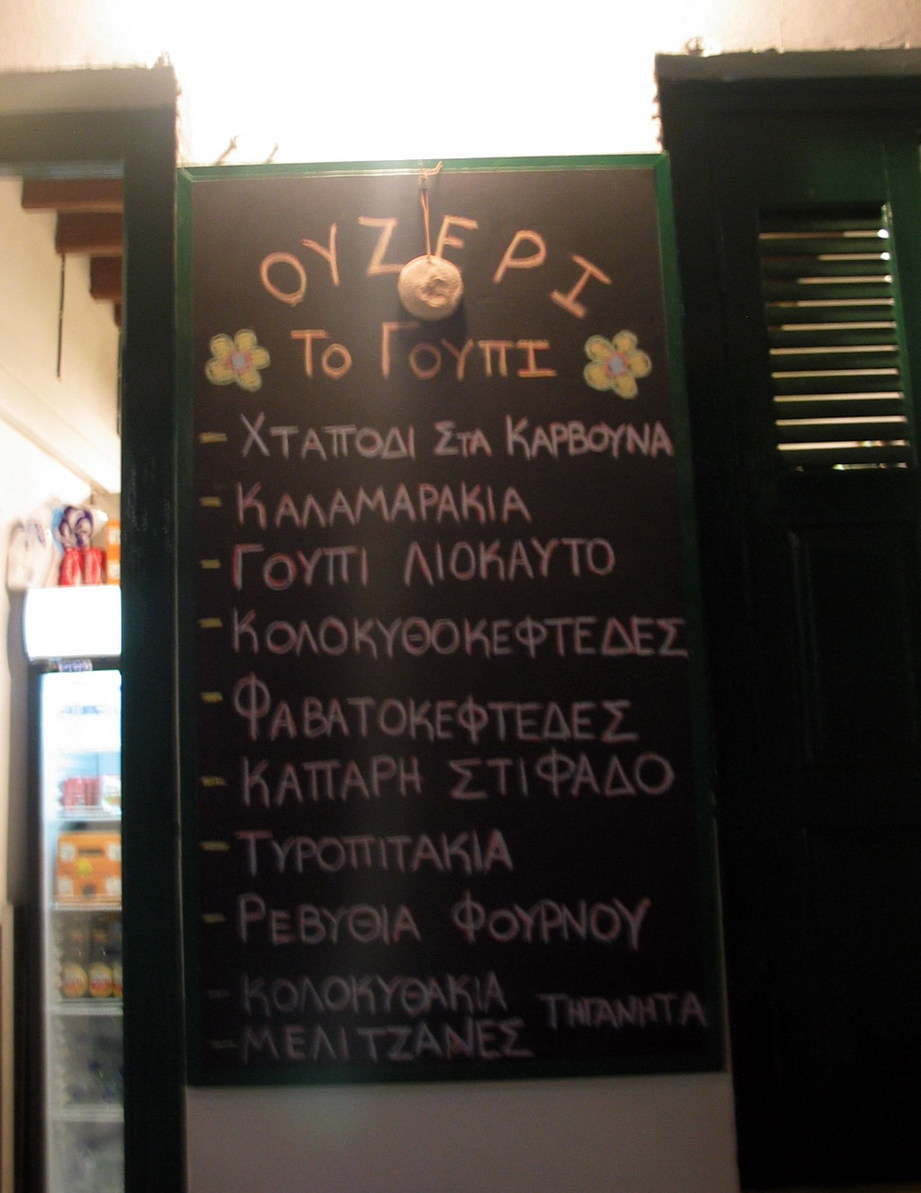 ΟΥΖΕΡΙ
Το ΓΟΥΠΙ
- ΧΤΑΠΟΔΙ ΣΤΑ ΚΑΡΒΟΥΝΑ
- ΚΑΛΑΜΑΡΑΚΙΑ
- ΓΟΥΠΙ ΛΙΟΚΑΥΤΟ
- ΚΟΛΟΚΥΘΟΚΕΦΤΕΔΕΣ
- ΦΑΒΑΤΟΚΕΦΤΕΔΕΣ
- ΚΑΠΑΡΗ ΣΤΙΦΑΔΟ
- ΤΥΡΟΠΙΤΑΚΙΑ
- ΡΕΒΥΘΙΑ ΦΟΥΡΝΟΥ
- ΚΟΛΟΚΥΘΑΚΙΑ ΤΗΓΑΝΗΤΑ
- ΜΕΛΙΤΖΑΝΕΣ